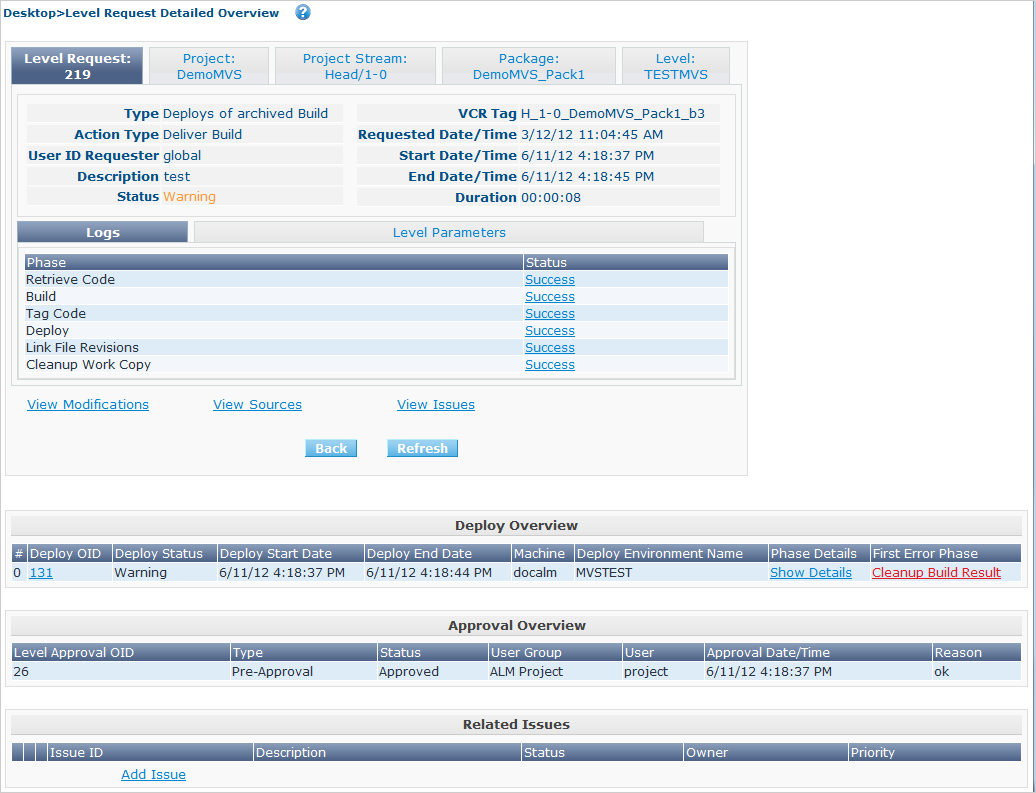 Desktop>Level Request Detailed Overview ?
Level Request: 219
Project: DemoMVS
Project Stream: Head/1-0
Package: DemoMVS_Pack1
Level: TESTMVS
Type Deploys of archived Build
Action Type Deliver Build
User ID Requester global
Description test
Status Warning
VCR Tag H_1-0_DemoMVS_Pack1_b3
Requested Date/Time 3/12/12 11:04:45 AM
Start Date/Time 6/11/12 4:18:37 PM
End Date/Time 6/11/12 4:18:45 PM
Duration 00:00:08
Logs Level Parameters
Phase Status
Retrieve Code Success
Build Success
Tag Code Success
Deploy Success
Link File Revisions Success
Cleanup Work Copy Success
View Modifications View Sources View Issues
Back Refresh
Deploy Overview
# Deploy OID Deploy Status Deploy Start Date Deploy End Date Machine Deploy Environment Name Phase Details First Error Phase
0 131 Warning 6/11/12 4:18:37 PM 6/11/12 4:18:44 PM docalm MVSTEST Show Details Cleanup Build Result
Approval Overview
Level Approval OID Type Status User Group User Approval Date/Time Reason
26 Pre-Approval Approved ALM Project project 6/11/12 4:18:37 PM ok
Related Issues
Issue ID Description Status Owner Priority
Add Issue